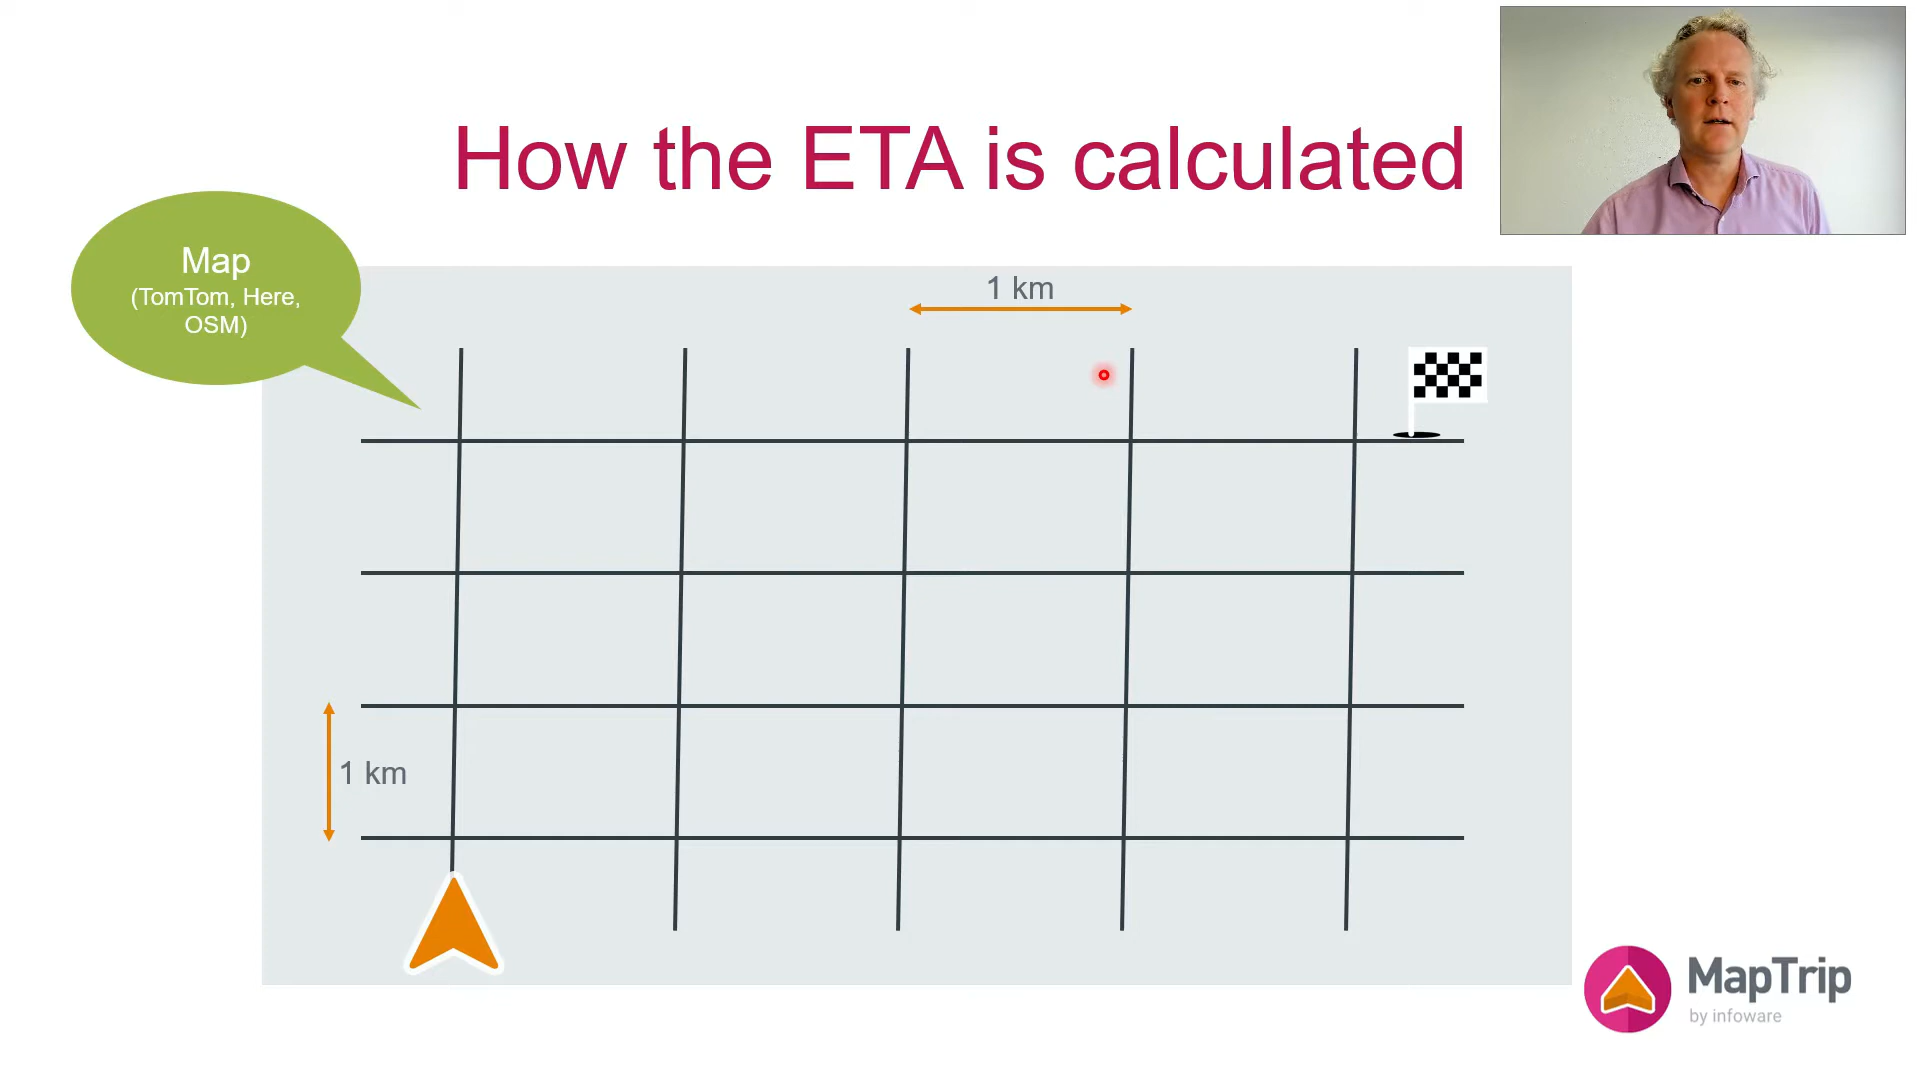 How the ETA is calculated
Map
(TomTom, Here,
OSM)
1 km
1 km
MapTrip
by infoware